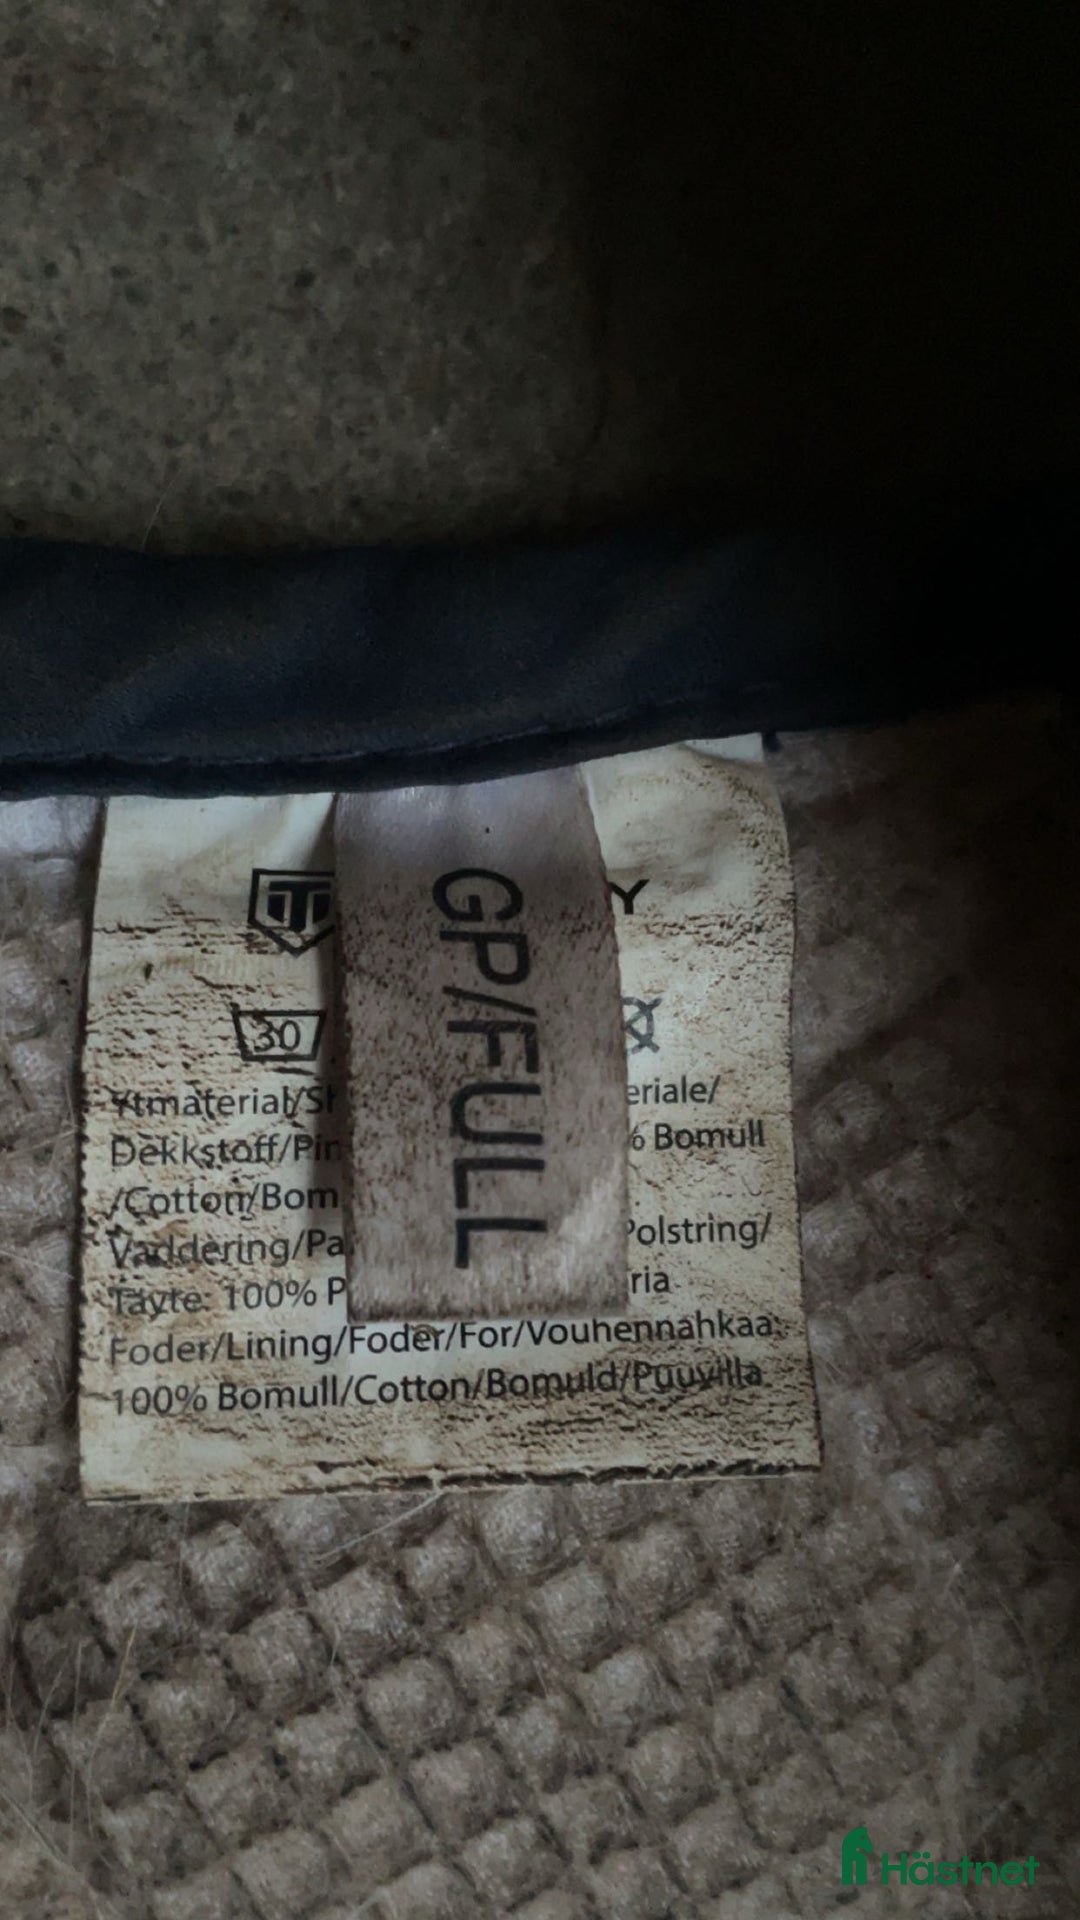 GP/FULL
Y
30
Ytmaterial/S eriale/
Dekkstoff/Pin % Bomull
/Cotton/Bom
Vaddering/Pa Polstring/
Täyte: 100% P ria
Foder/Lining/Foder/For/Vouhennahkaa:
100% Bomull/Cotton/Bomuld/Puuvilla
Hästnet